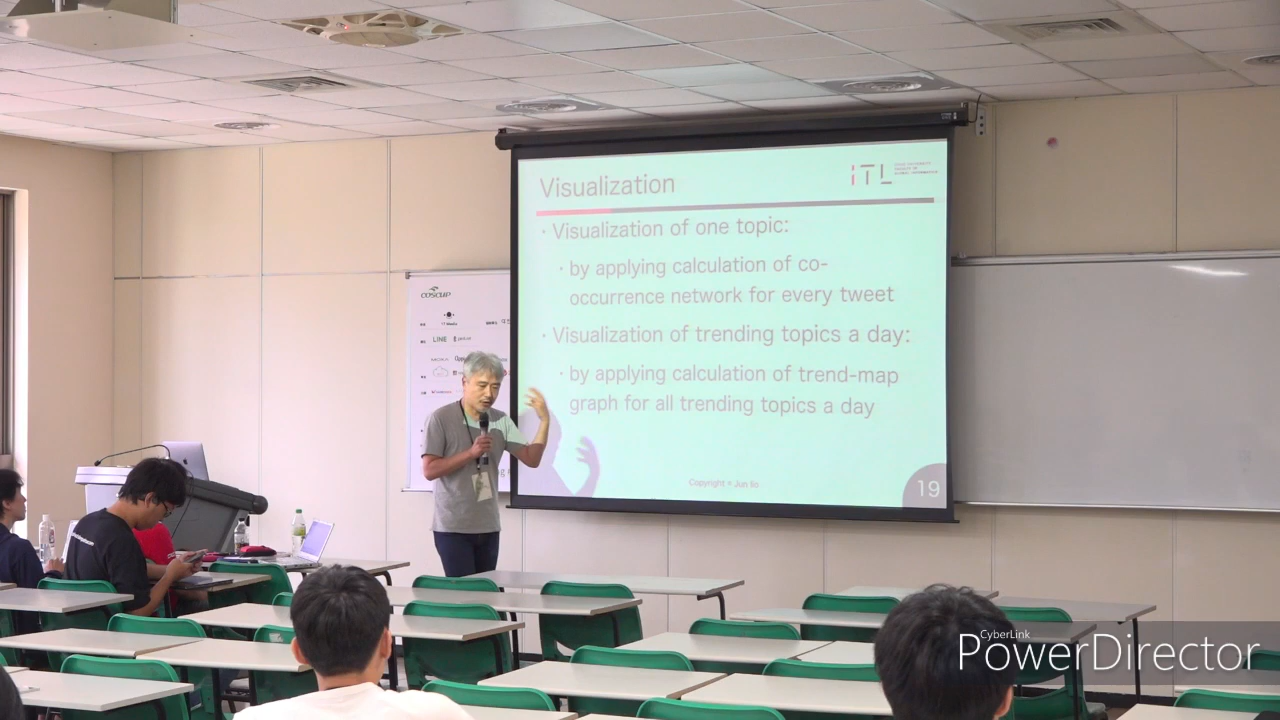 Visualization
iTL
・Visualization of one topic:
・by applying calculation of co-
occurrence network for every tweet
・Visualization of trending topics a day:
・by applying calculation of trend-map
graph for all trending topics a day
Copyright © Jun Iio
19
COSCUP
LINE
CyberLink
PowerDirector